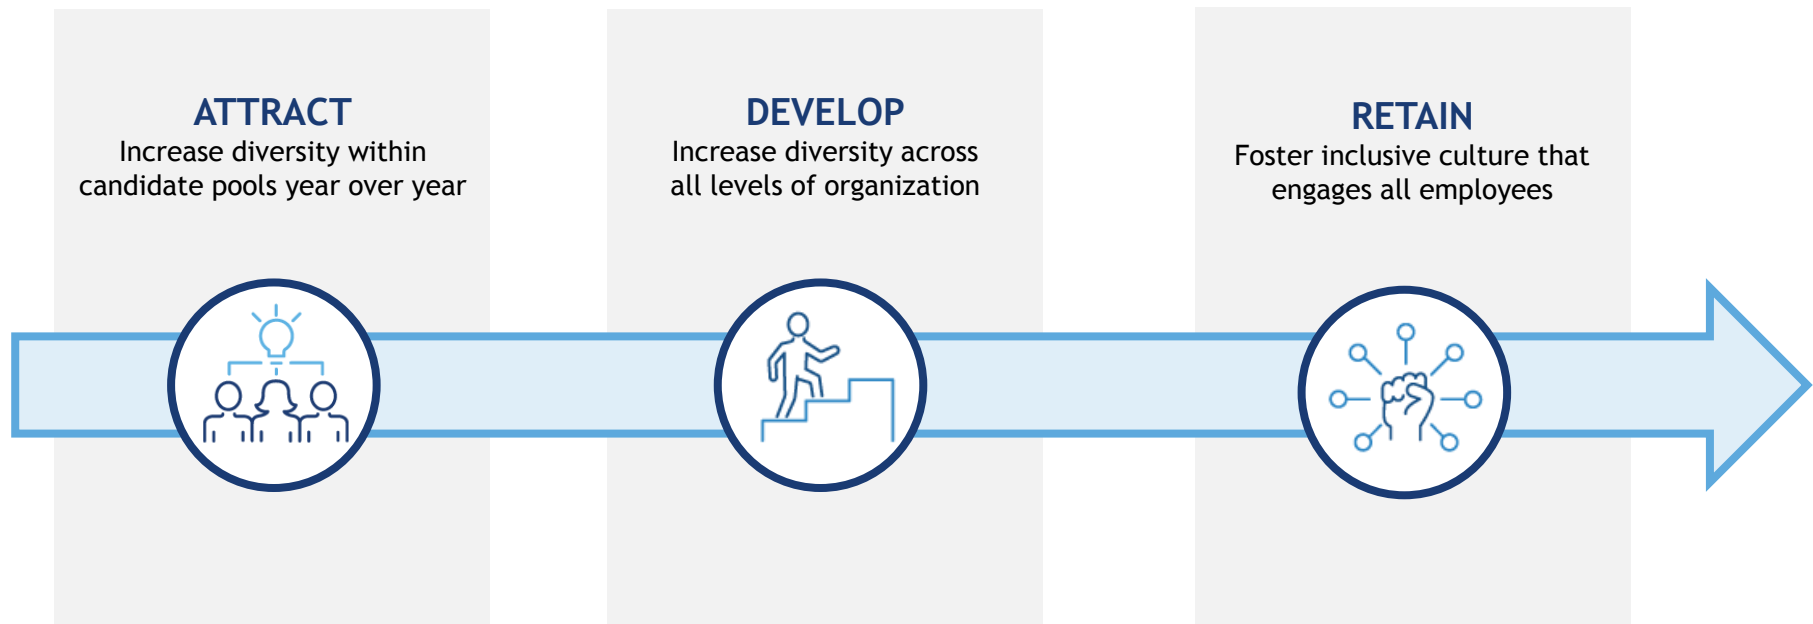 ATTRACT
Increase diversity within
candidate pools year over year
DEVELOP
Increase diversity across
all levels of organization
RETAIN
Foster inclusive culture that
engages all employees